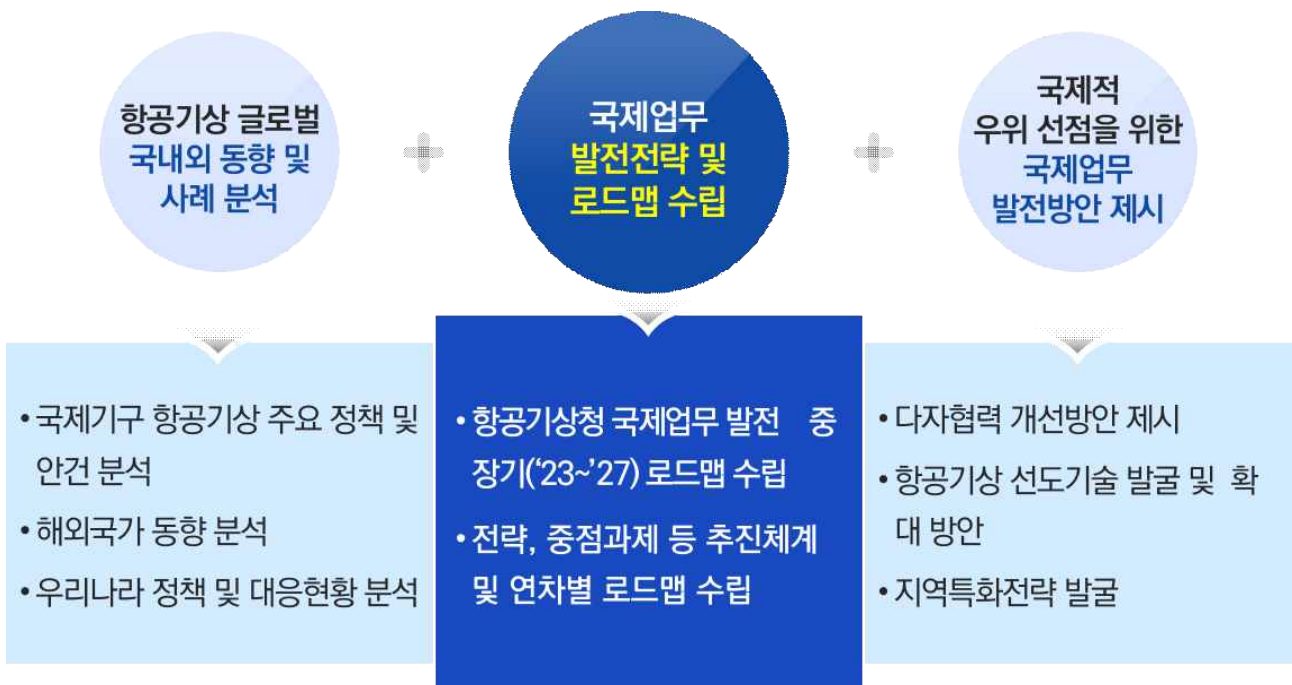 항공기상 글로벌
국내외 동향 및
사례 분석
국제업무
발전전략 및
로드맵 수립
국제적
우위 선점을 위한
국제업무
발전방안 제시
• 국제기구 항공기상 주요 정책 및
안건 분석
• 해외국가 동향 분석
• 우리나라 정책 및 대응현황 분석
• 항공기상청 국제업무 발전 중
장기(‘23~’27) 로드맵 수립
• 전략, 중점과제 등 추진체계
및 연차별 로드맵 수립
• 다자협력 개선방안 제시
• 항공기상 선도기술 발굴 및 확
대 방안
• 지역특화전략 발굴